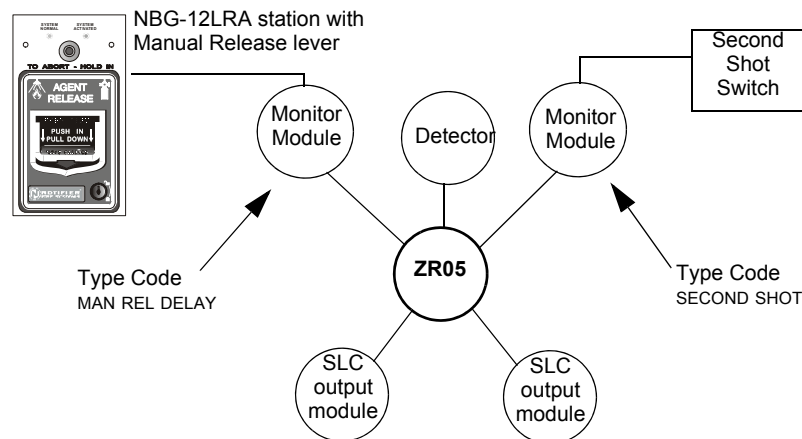 SYSTEM NORMAL
SYSTEM ACTIVATED
TO ABORT - HOLD IN
AGENT
RELEASE
PUSH IN
PULL DOWN
NOTIFIER
NBG-12LRA station with
Manual Release lever
Second
Shot
Switch
Monitor
Module
Detector
Monitor
Module
ZR05
Type Code
MAN REL DELAY
Type Code
SECOND SHOT
SLC
output
module
SLC
output
module